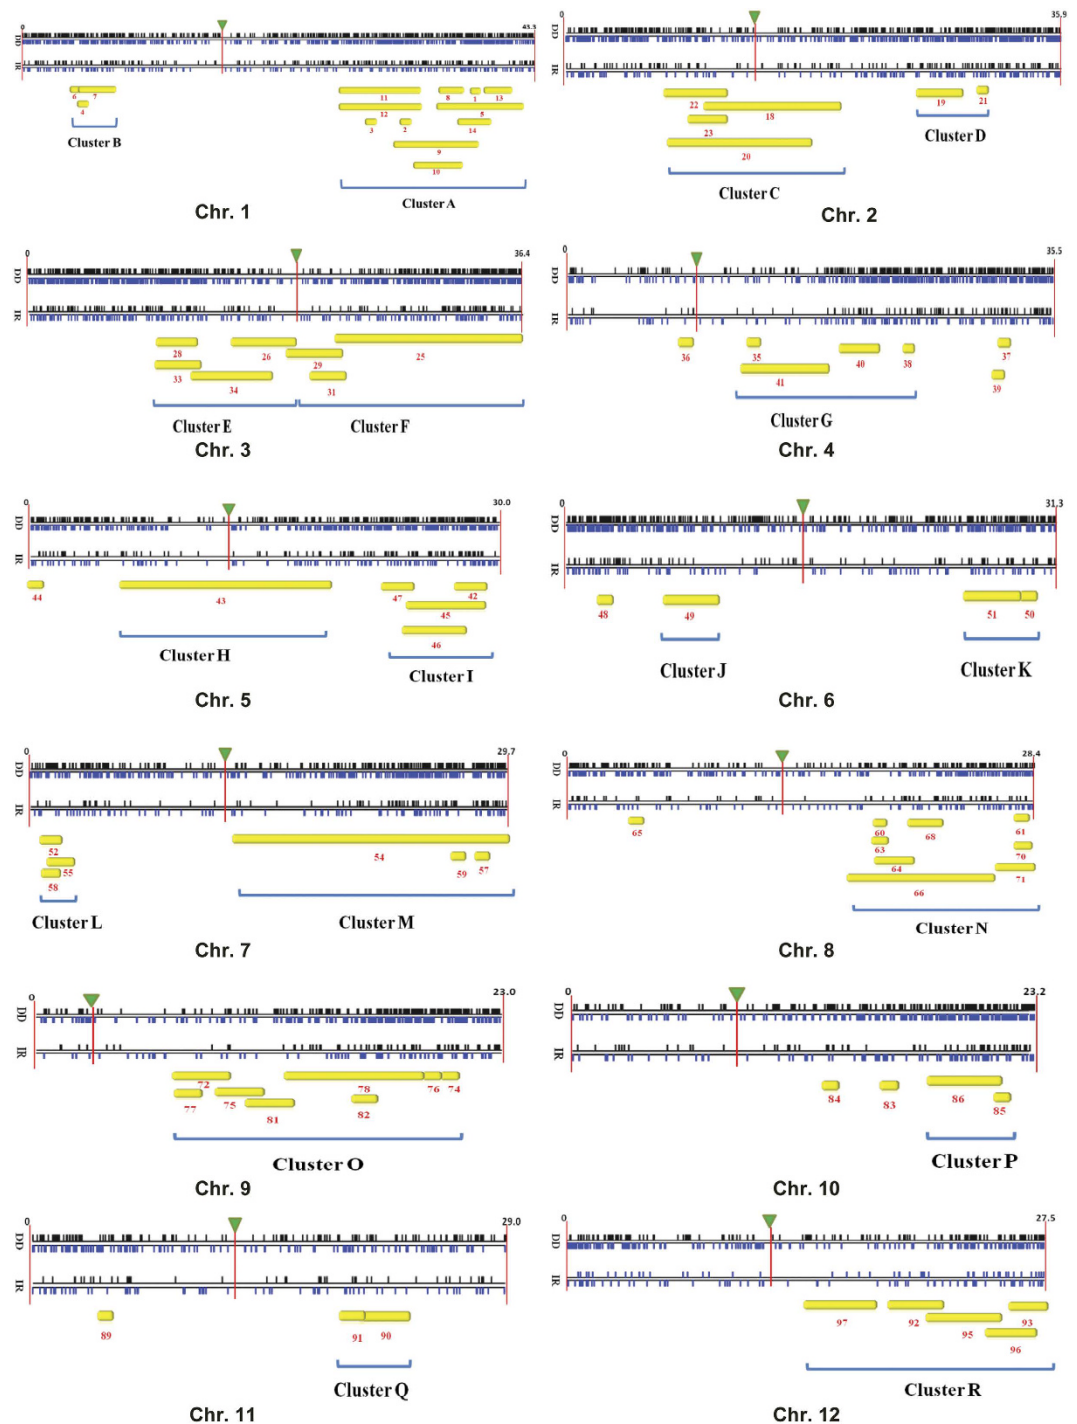 0 43.3
DD
IR
6 7
4
Cluster B
11 8 1 13
12 5
3 2 14
9
10
Cluster A
Chr. 1
0 35.9
DD
IR
22 18 19 21
23
20
Cluster D
Cluster C
Chr. 2
0 36.4
DD
IR
28 26 25
33 29
34 31
Cluster E Cluster F
Chr. 3
0 35.5
DD
IR
36 35 40 38 37
41 39
Cluster G
Chr. 4
0 30.0
DD
IR
44 43 47 42
45
46
Cluster H
Cluster I
Chr. 5
0 31.3
DD
IR
48 49 51 50
Cluster J Cluster K
Chr. 6
0 29.7
DD
IR
52 54
55 59 57
58
Cluster L Cluster M
Chr. 7
0 28.4
DD
IR
65 60 68 61
63 70
64 71
66
Cluster N
Chr. 8
0 23.0
DD
IR
72 78 76 74
77 75 82
81
Cluster O
Chr. 9
0 23.2
DD
IR
84 83 86
85
Cluster P
Chr. 10
0 29.0
DD
IR
89 91 90
Cluster Q
Chr. 11
0 27.5
DD
IR
97 92 93
95
96
Cluster R
Chr. 12